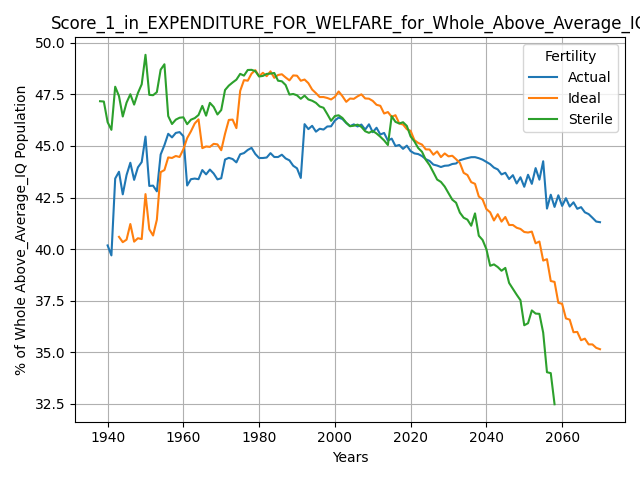 Score_1_in_EXPENDITURE_FOR_WELFARE_for_Whole_Above_Average_IQ
Fertility
Actual
Ideal
Sterile
% of Whole Above_Average_IQ Population
50.0
47.5
45.0
42.5
40.0
37.5
35.0
32.5
1940
1960
1980
2000
2020
2040
2060
Years